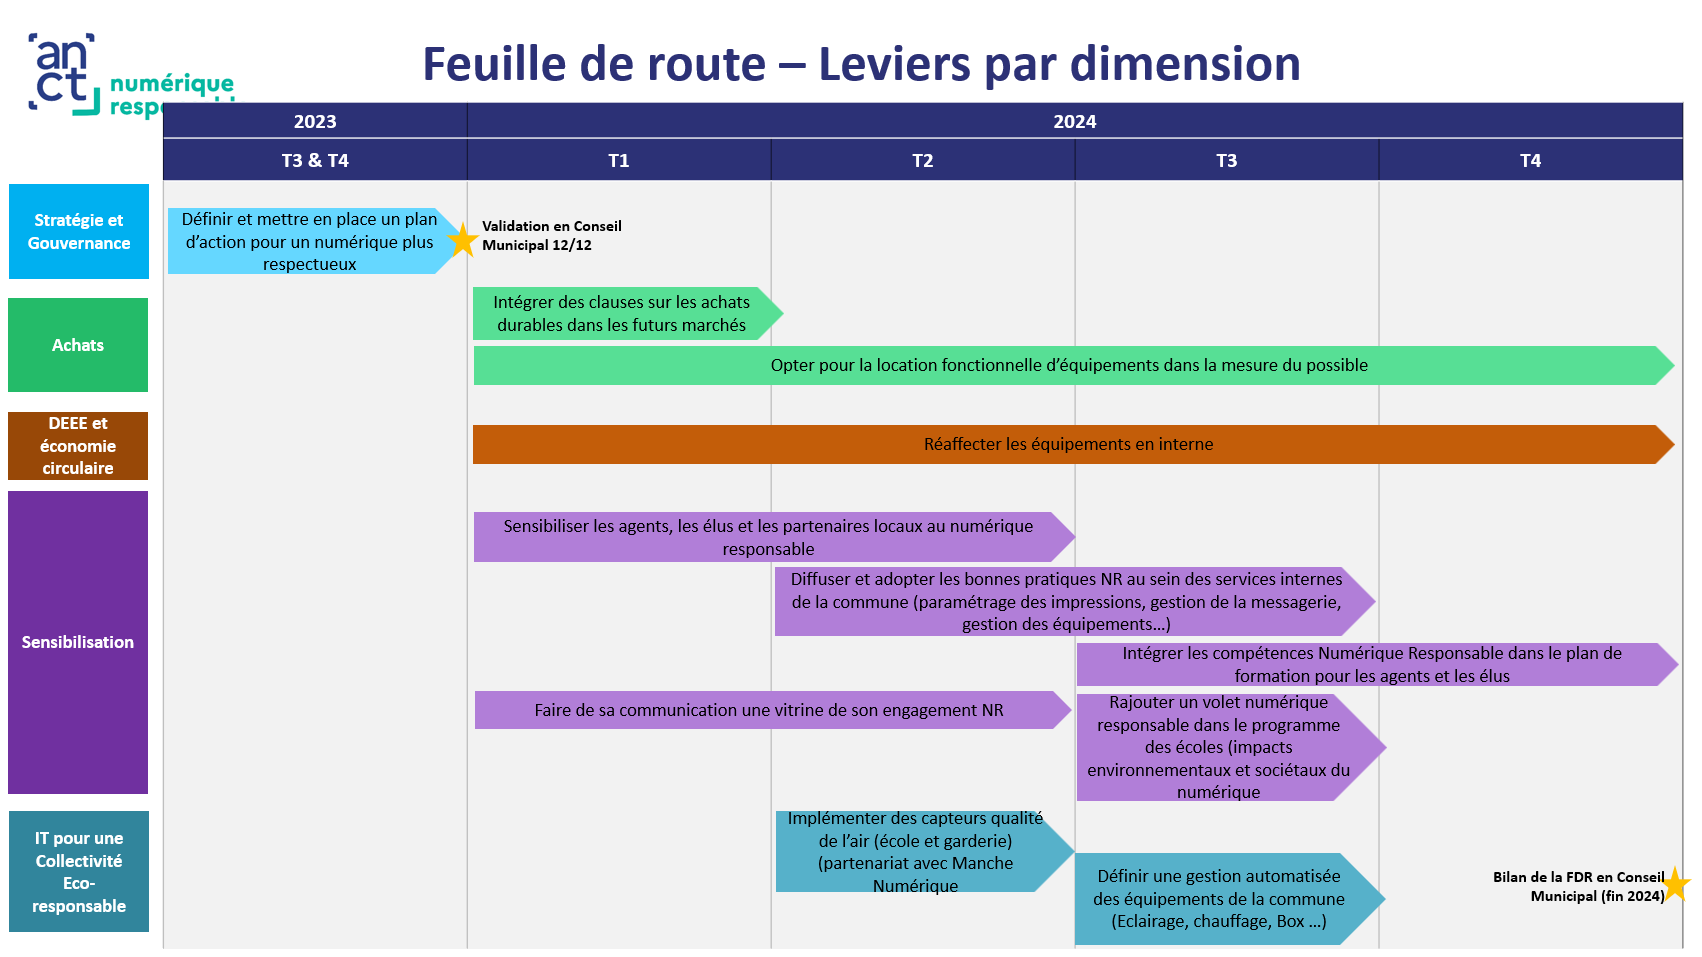 an
ct
numérique
Feuille de route – Leviers par dimension
2023
2024
T3 & T4
T1
T2
T3
T4
Stratégie et
Gouvernance
Définir et mettre en place un plan
d’action pour un numérique plus
respectueux
Validation en Conseil
Municipal 12/12
Achats
Intégrer des clauses sur les achats
durables dans les futurs marchés
Opter pour la location fonctionnelle d’équipements dans la mesure du possible
DEEE et
économie
circulaire
Réaffecter les équipements en interne
Sensibilisation
Sensibiliser les agents, les élus et les partenaires locaux au numérique
responsable
Diffuser et adopter les bonnes pratiques NR au sein des services internes
de la commune (paramétrage des impressions, gestion de la messagerie,
gestion des équipements…)
Intégrer les compétences Numérique Responsable dans le plan de
formation pour les agents et les élus
Faire de sa communication une vitrine de son engagement NR
Rajouter un volet numérique
responsable dans le programme
des écoles (impacts
environnementaux et sociétaux du
numérique
IT pour une
Collectivité
Eco-
responsable
Implémenter des capteurs qualité
de l’air (école et garderie)
(partenariat avec Manche
Numérique
Définir une gestion automatisée
des équipements de la commune
(Eclairage, chauffage, Box …)
Bilan de la FDR en Conseil
Municipal (fin 2024)